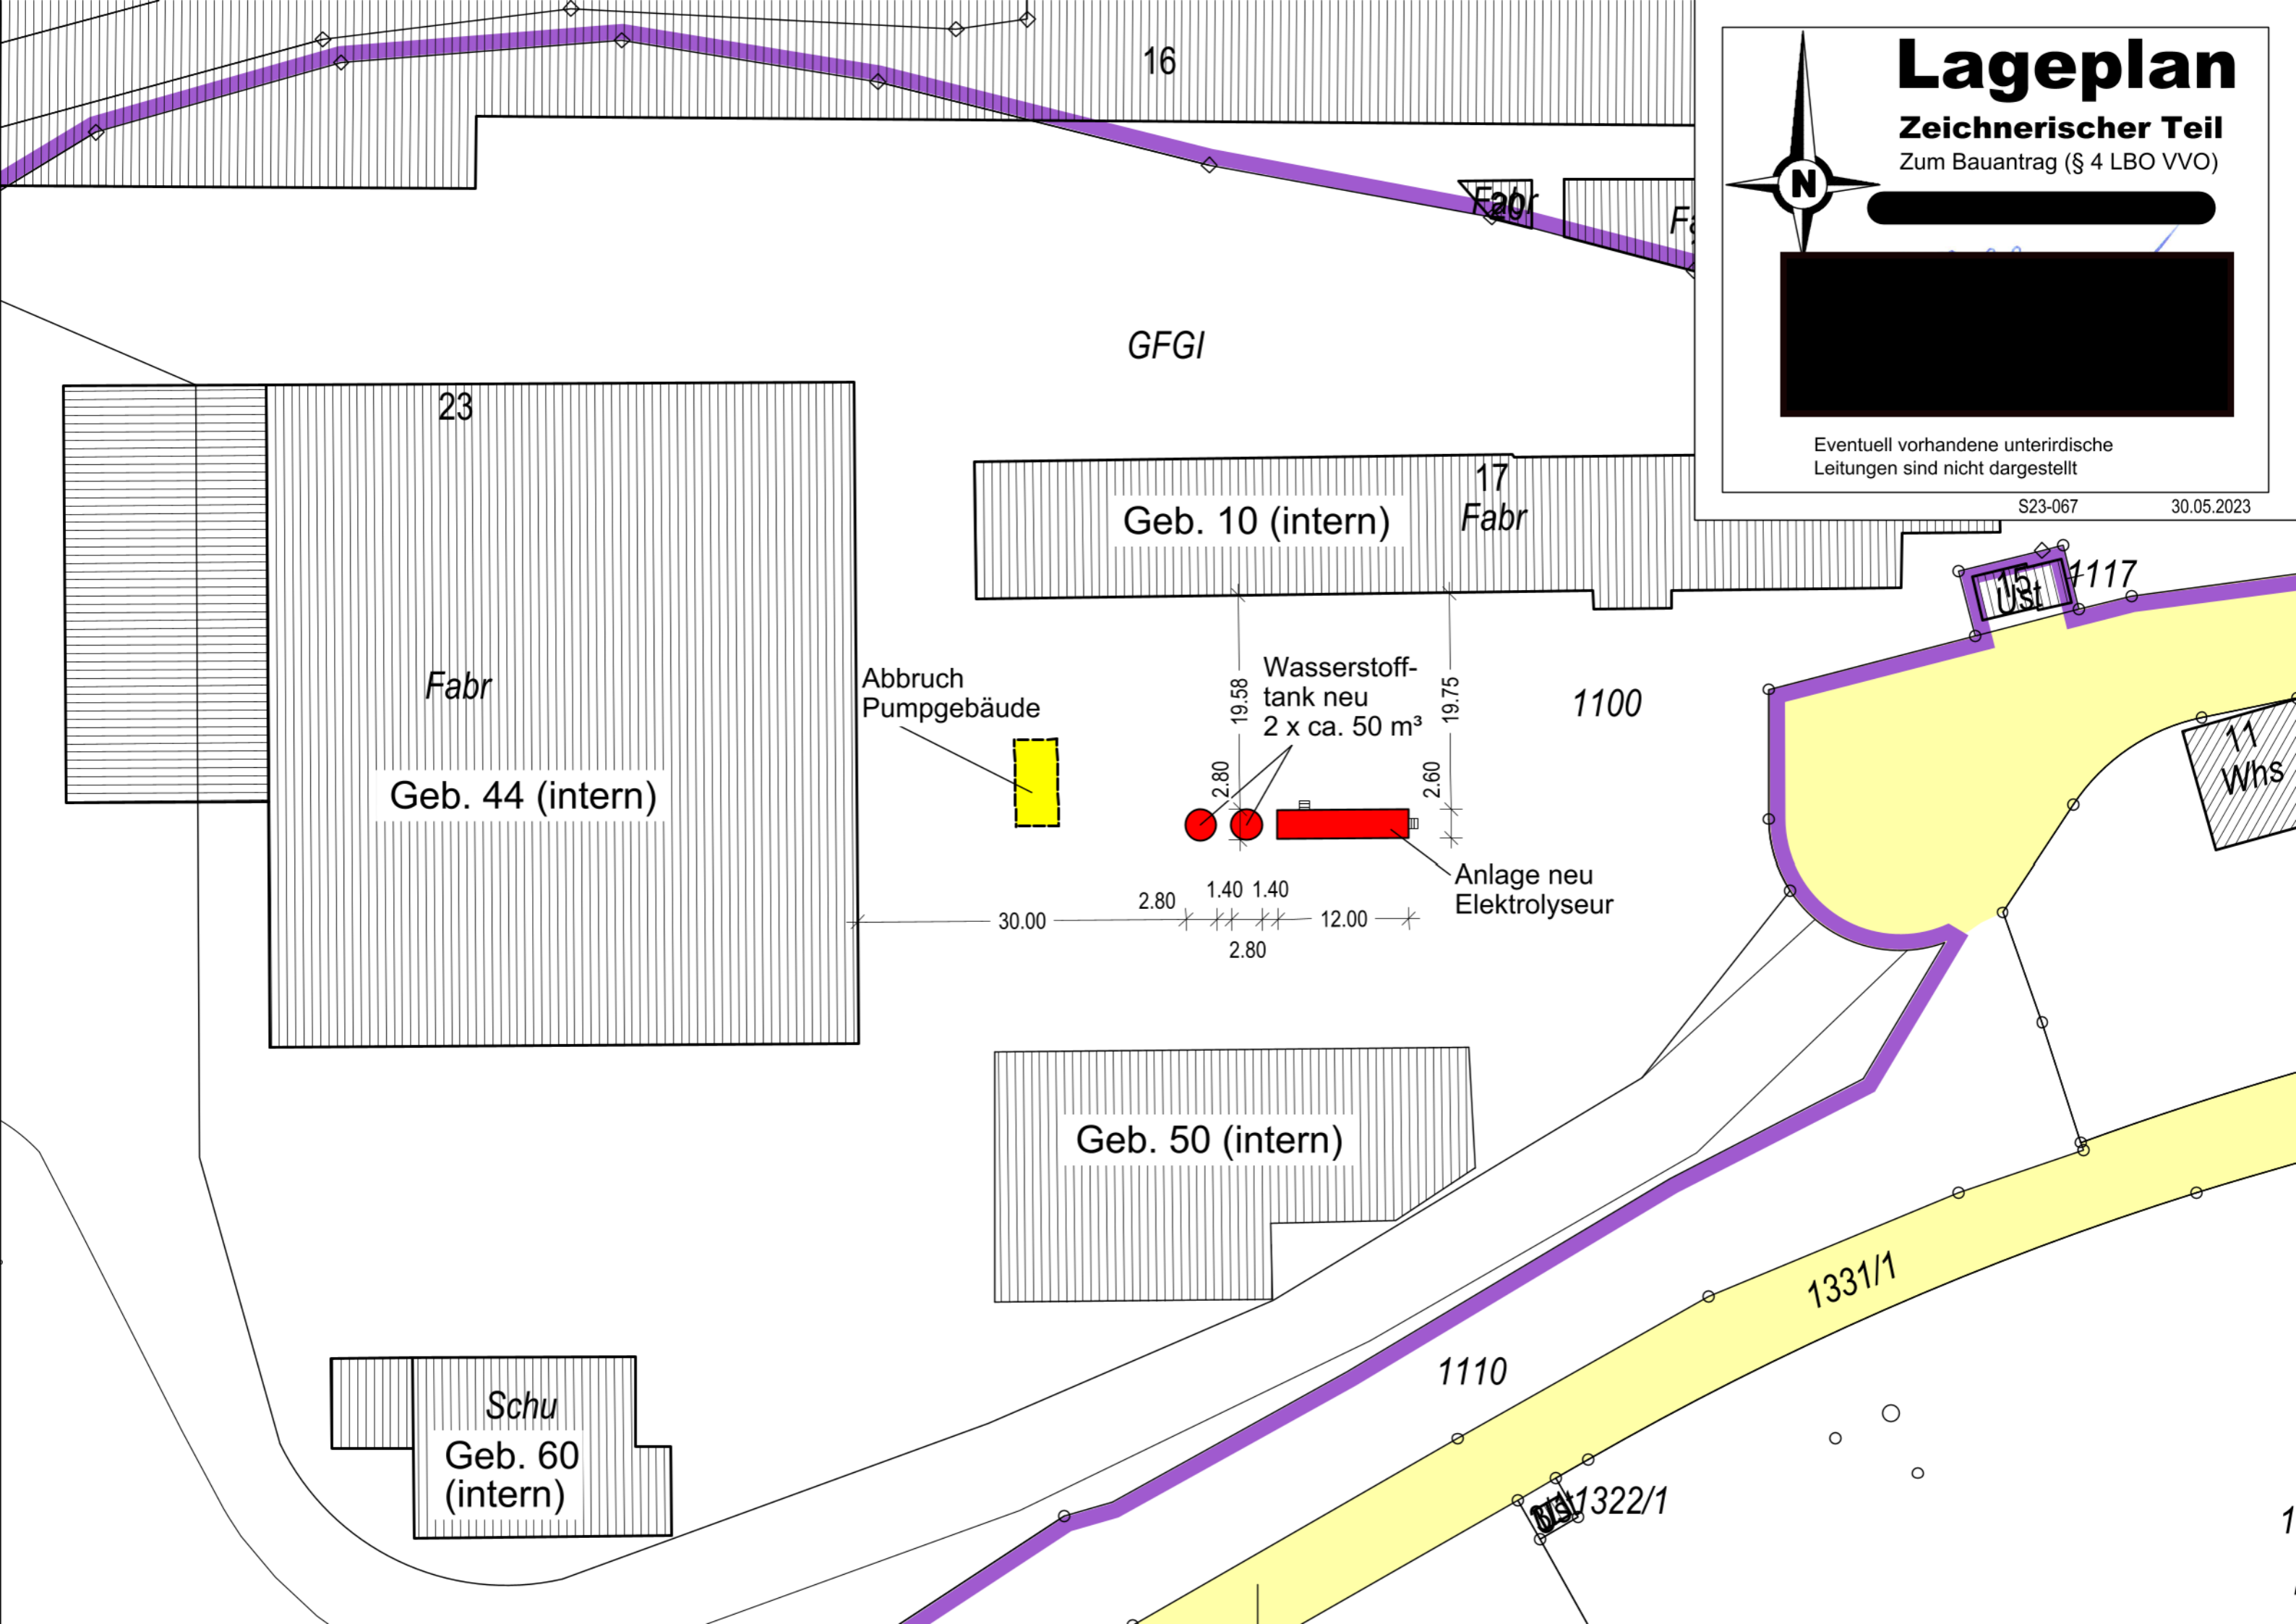 Lageplan
Zeichnerischer Teil
Zum Bauantrag (§ 4 LBO VVO)
N
Eventuell vorhandene unterirdische
Leitungen sind nicht dargestellt
S23-067
30.05.2023
16
Fabr
GFGI
23
17
Geb. 10 (intern)
Fabr
15
Ust
1117
Abbruch
Pumpgebäude
Fabr
Geb. 44 (intern)
19.58
Wasserstoff-
tank neu
2 x ca. 50 m³
19.75
1100
2.80
2.60
11
Whs
Anlage neu
Elektrolyseur
30.00
2.80
1.40
1.40
12.00
2.80
Geb. 50 (intern)
1331/1
1110
Schu
Geb. 60
(intern)
1322/1